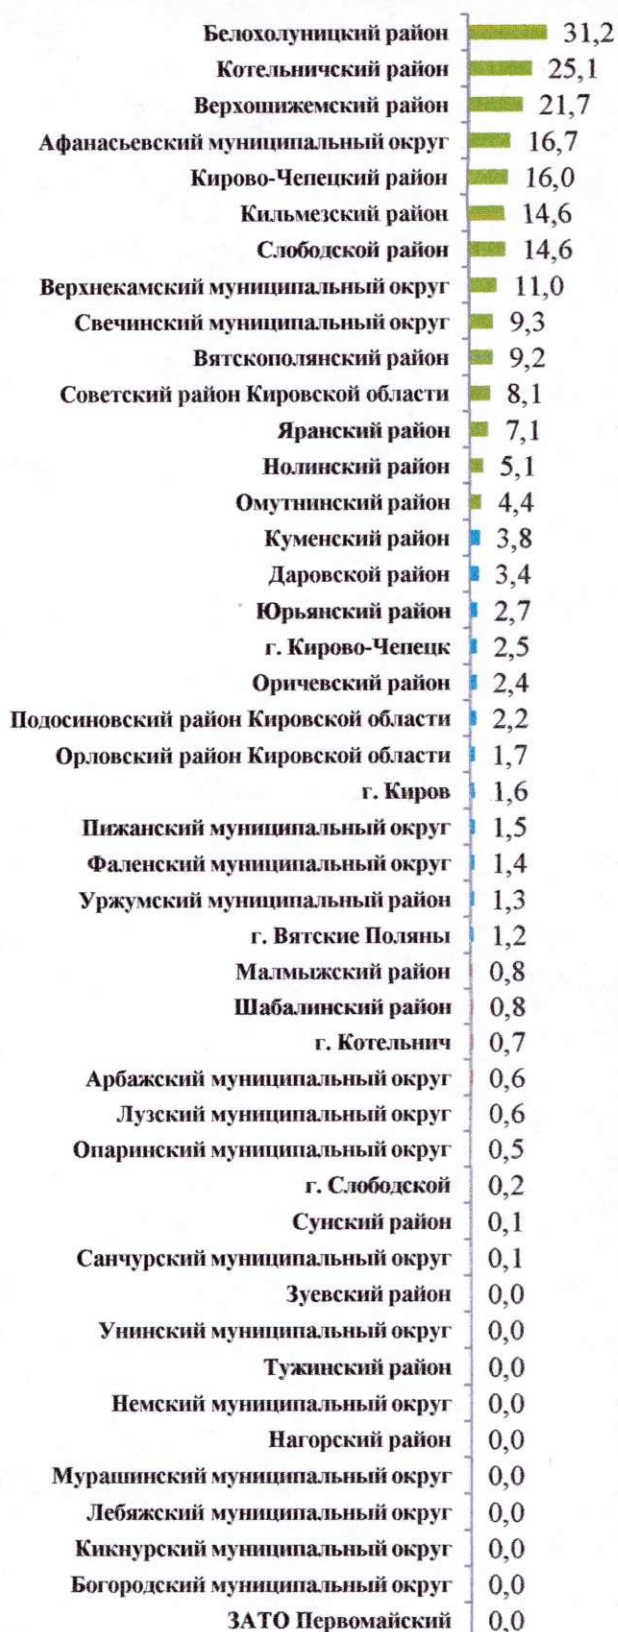 Белохолуницкий район 31,2
Котельничский район 25,1
Верхошижемский район 21,7
Афанасьевский муниципальный округ 16,7
Кирово-Чепецкий район 16,0
Кильмезский район 14,6
Слободской район 14,6
Верхнекамский муниципальный округ 11,0
Свечинский муниципальный округ 9,3
Вятскополянский район 9,2
Советский район Кировской области 8,1
Яранский район 7,1
Нолинский район 5,1
Омутнинский район 4,4
Куменский район 3,8
Даровской район 3,4
Юрьянский район 2,7
г. Кирово-Чепецк 2,5
Оричевский район 2,4
Подосиновский район Кировской области 2,2
Орловский район Кировской области 1,7
г. Киров 1,6
Пижанский муниципальный округ 1,5
Фаленский муниципальный округ 1,4
Уржумский муниципальный район 1,3
г. Вятские Поляны 1,2
Малмыжский район 0,8
Шабалинский район 0,8
г. Котельнич 0,7
Арбажский муниципальный округ 0,6
Лузский муниципальный округ 0,6
Опаринский муниципальный округ 0,5
г. Слободской 0,2
Сунский район 0,1
Санчурский муниципальный округ 0,1
Зуевский район 0,0
Унинский муниципальный округ 0,0
Тужинский район 0,0
Немский муниципальный округ 0,0
Нагорский район 0,0
Мурашинский муниципальный округ 0,0
Лебяжский муниципальный округ 0,0
Кикнурский муниципальный округ 0,0
Богородский муниципальный округ 0,0
ЗАТО Первомайский 0,0